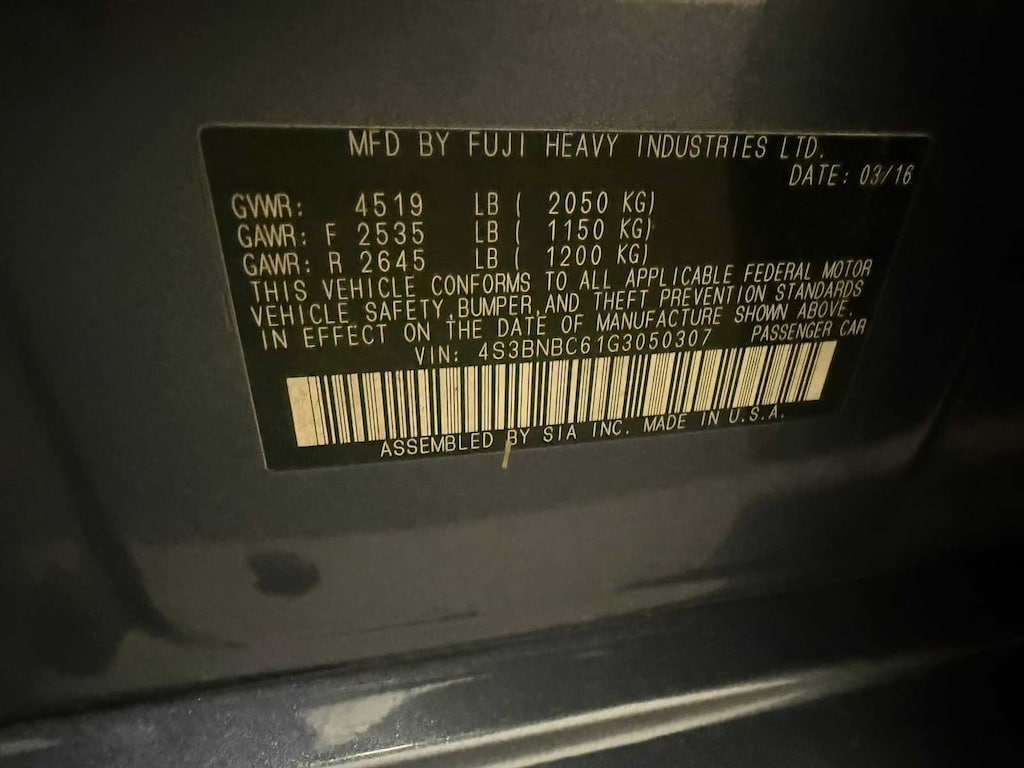 MFD BY FUJI HEAVY INDUSTRIES LTD.
DATE: 03/16
GVWR: 4519 LB ( 2050 KG)
GAWR: F 2535 LB ( 1150 KG)
GAWR: R 2645 LB ( 1200 KG)
THIS VEHICLE CONFORMS TO ALL APPLICABLE FEDERAL MOTOR
VEHICLE SAFETY, BUMPER, AND THEFT PREVENTION STANDARDS
IN EFFECT ON THE DATE OF MANUFACTURE SHOWN ABOVE.
VIN: 4S3BNBC61G3050307 PASSENGER CAR
ASSEMBLED BY SIA INC. MADE IN U.S.A.